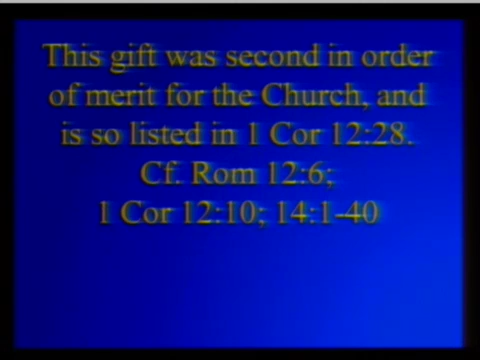 This gift was second in order
of merit for the Church, and
is so listed in 1 Cor 12:28.
Cf. Rom 12:6;
1 Cor 12:10; 14:1-40